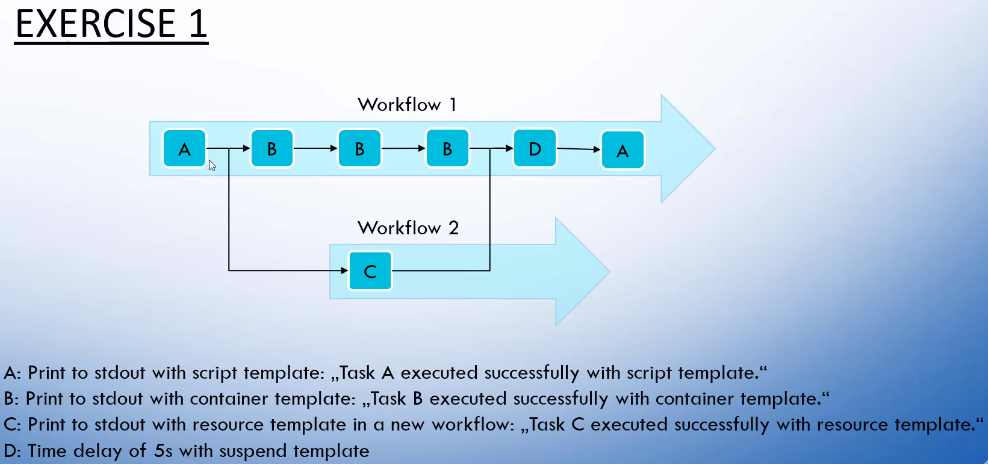 EXERCISE 1
Workflow 1
A B B B D A
Workflow 2
C
A: Print to stdout with script template: „Task A executed successfully with script template.“
B: Print to stdout with container template: „Task B executed successfully with container template.“
C: Print to stdout with resource template in a new workflow: „Task C executed successfully with resource template.“
D: Time delay of 5s with suspend template